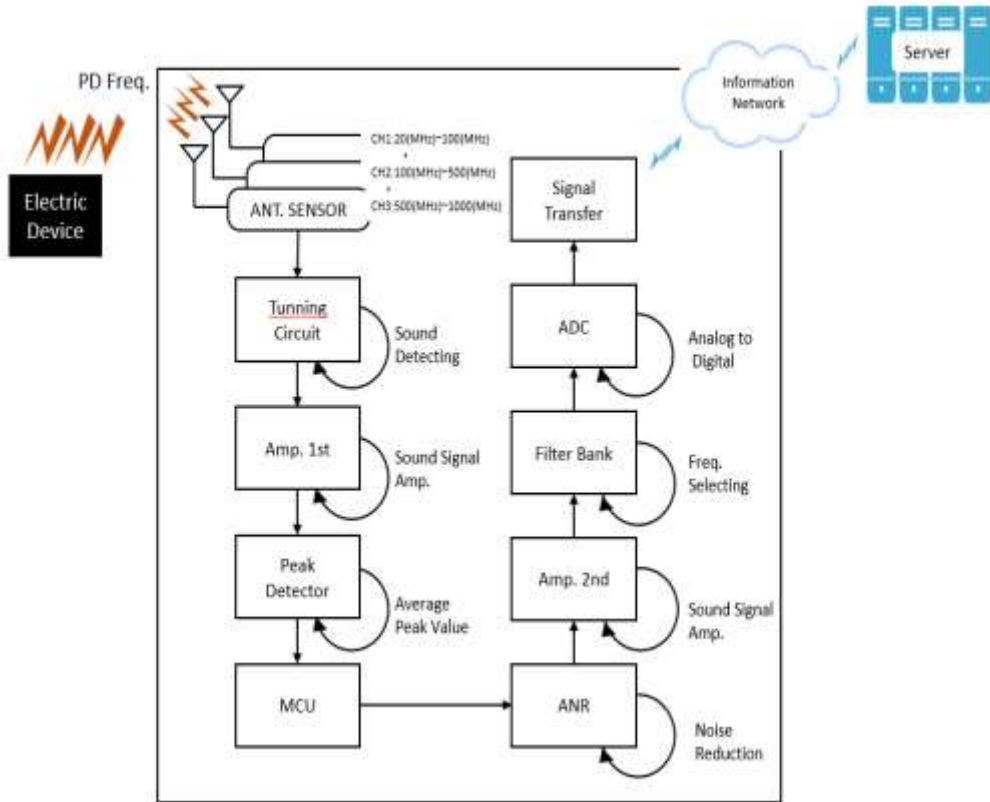 Server
Information
Network
PD Freq.
CH1:20(MHz)~100(MHz)
+
CH2:100(MHz)~500(MHz)
+
CH3:500(MHz)~1000(MHz)
ANT. SENSOR
Electric
Device
Tunning
Circuit
Sound
Detecting
Amp. 1st
Sound Signal
Amp.
Peak
Detector
Average
Peak Value
MCU
ANR
Noise
Reduction
Amp. 2nd
Sound Signal
Amp.
Filter Bank
Freq.
Selecting
ADC
Analog to
Digital
Signal
Transfer